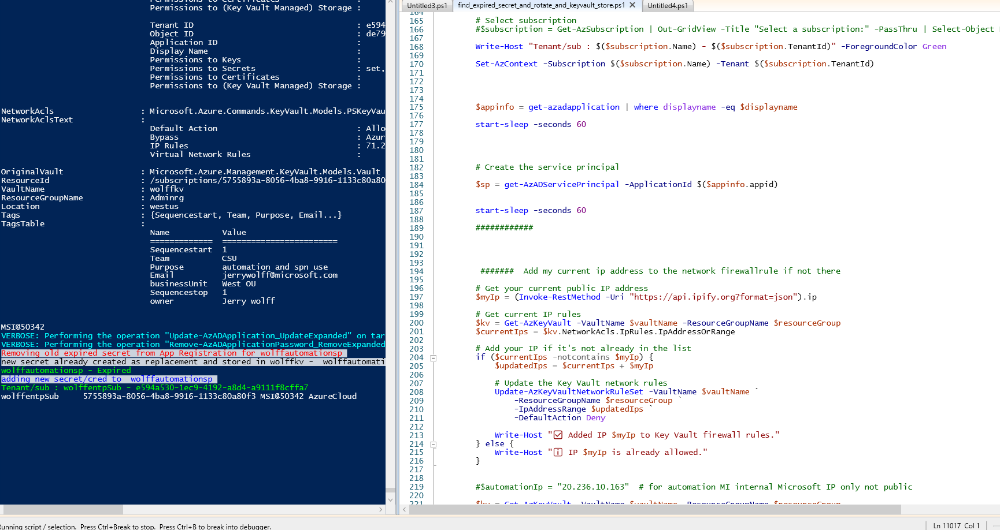 Permissions to Certificates :
Permissions to (Key Vault Managed) Storage :
Tenant ID : e594
Object ID : de79
Application ID :
Display Name :
Permissions to Keys :
Permissions to Secrets : set,
Permissions to Certificates :
Permissions to (Key Vault Managed) Storage :
NetworkAcls : Microsoft.Azure.Commands.KeyVault.Models.PSKeyVau
NetworkAclsText :
Default Action : Allo
Bypass : Azur
IP Rules : 71.2
Virtual Network Rules :
OriginalVault : Microsoft.Azure.Management.KeyVault.Models.Vault
ResourceId : /subscriptions/5755893a-8056-4ba8-9916-1133c80a80
VaultName : wolffkv
ResourceGroupName : Adminrg
Location : westus
Tags : {Sequencestart, Team, Purpose, Email...}
TagsTable :
Name Value
============= ========================
Sequencestart 1
Team CSU
Purpose automation and spn use
Email jerrywolff@microsoft.com
businessUnit West OU
Sequencestop 1
owner Jerry wolff
MSI@50342
VERBOSE: Performing the operation "Update-AzADApplication_UpdateExpanded" on tar
VERBOSE: Performing the operation "Remove-AzADApplicationPassword_RemoveExpanded
Removing old expired secret from App Registration for wolffautomationsp
new secret already created as replacement and stored in wolffkv - wolffautomati
wolffautomationsp - Expired
adding new secret/cred to wolffautomationsp
Tenant/sub : wolffentpSub - e594a530-1ec9-4192-a8d4-a9111f8cffa7
wolffentpSub 5755893a-8056-4ba8-9916-1133c80a80f3 MSI@50342 AzureCloud
Untitled3.ps1 find_expired_secret_and_rotate_and_keyvault_store.ps1 X Untitled4.ps1
164
165 # Select subscription
166 #$subscription = Get-AzSubscription | Out-GridView -Title "Select a subscription:" -PassThru | Select-Object
167
168 Write-Host "Tenant/sub : $($subscription.Name) - $($subscription.TenantId)" -ForegroundColor Green
169
170 Set-AzContext -Subscription $($subscription.Name) -Tenant $($subscription.TenantId)
171
172
173
174
175 $appinfo = get-azadapplication | where displayname -eq $displayname
176
177 start-sleep -seconds 60
178
179
180
181
182 # Create the service principal
183
184 $sp = get-AzADServicePrincipal -ApplicationId $($appinfo.appid)
185
186
187 start-sleep -seconds 60
188
189 ############
190
191
192
193
194 ####### Add my current ip address to the network firewallrule if not there
195
196 # Get your current public IP address
197 $myIp = (Invoke-RestMethod -Uri "https://api.ipify.org?format=json").ip
198
199 # Get current IP rules
200 $kv = Get-AzKeyVault -VaultName $vaultName -ResourceGroupName $resourceGroup
201 $currentIps = $kv.NetworkAcls.IpRules.IpAddressOrRange
202
203 # Add your IP if it's not already in the list
204 if ($currentIps -notcontains $myIp) {
205 $updatedIps = $currentIps + $myIp
206
207 # Update the Key Vault network rules
208 Update-AzKeyVaultNetworkRuleSet -VaultName $vaultName `
209 -ResourceGroupName $resourceGroup `
210 -IpAddressRange $updatedIps `
211 -DefaultAction Deny
212
213 Write-Host "☑ Added IP $myIp to Key Vault firewall rules."
214 } else {
215 Write-Host "ℹ IP $myIp is already allowed."
216 }
217
218
219 #$automationIp = "20.236.10.163" # for automation MI internal Microsoft IP only not public
220
221 $kv = Get-AzKeyVault -VaultName $vaultName -ResourceGroupName $resourceGroup
Running script / selection. Press Ctrl+Break to stop. Press Ctrl+B to break into debugger.
Ln 11017 Col 1